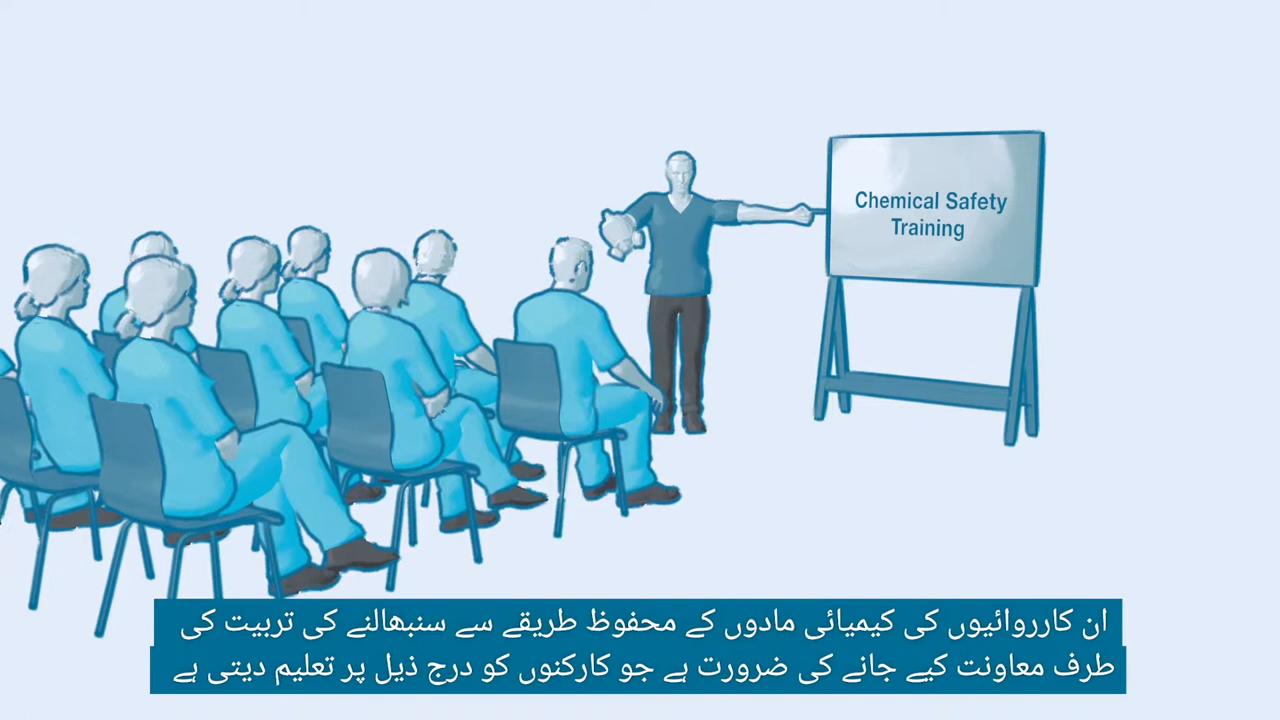 Chemical Safety
Training
ان کارروائیوں کی کیمیائی مادوں کے محفوظ طریقے سے سنبھالنے کی تربیت کی
طرف معاونت کیے جانے کی ضرورت ہے جو کارکنوں کو درج ذیل پر تعلیم دیتی ہے